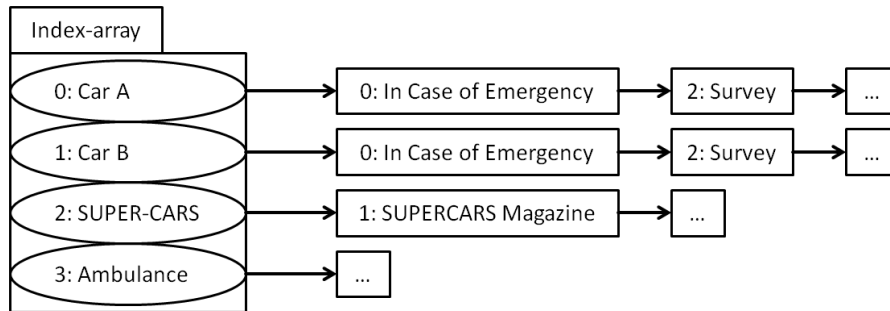 Index-array
0: Car A 0: In Case of Emergency 2: Survey ...
1: Car B 0: In Case of Emergency 2: Survey ...
2: SUPER-CARS 1: SUPERCARS Magazine ...
3: Ambulance ...